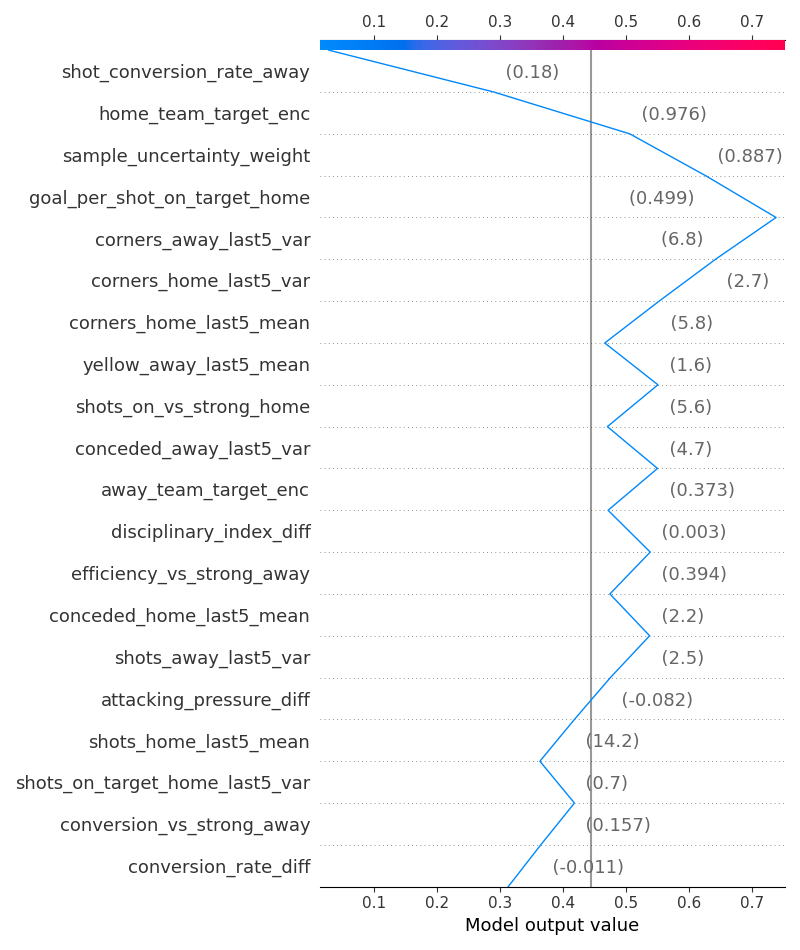 0.1 0.2 0.3 0.4 0.5 0.6 0.7
shot_conversion_rate_away (0.18)
home_team_target_enc (0.976)
sample_uncertainty_weight (0.887)
goal_per_shot_on_target_home (0.499)
corners_away_last5_var (6.8)
corners_home_last5_var (2.7)
corners_home_last5_mean (5.8)
yellow_away_last5_mean (1.6)
shots_on_vs_strong_home (5.6)
conceded_away_last5_var (4.7)
away_team_target_enc (0.373)
disciplinary_index_diff (0.003)
efficiency_vs_strong_away (0.394)
conceded_home_last5_mean (2.2)
shots_away_last5_var (2.5)
attacking_pressure_diff (-0.082)
shots_home_last5_mean (14.2)
shots_on_target_home_last5_var (0.7)
conversion_vs_strong_away (0.157)
conversion_rate_diff (-0.011)
0.1 0.2 0.3 0.4 0.5 0.6 0.7
Model output value